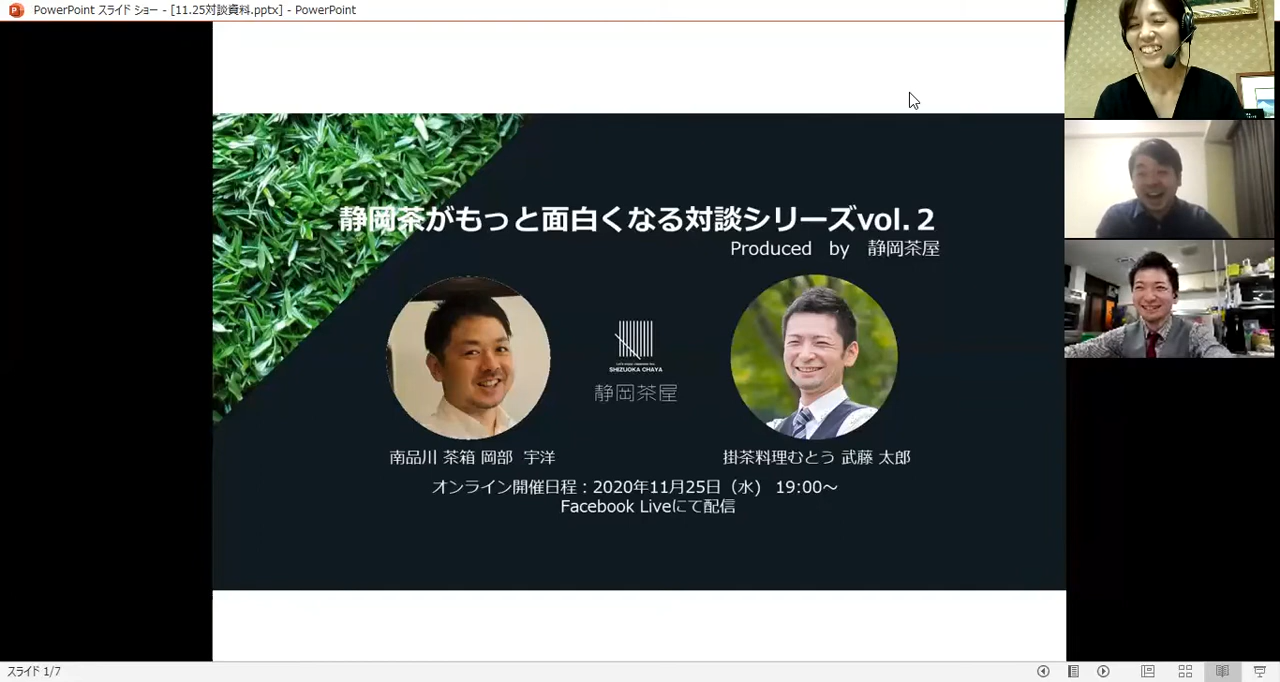 PowerPoint スライド ショー - [11.25対談資料.pptx] - PowerPoint
静岡茶がもっと面白くなる対談シリーズvol.２
Produced by 静岡茶屋
SHIZUOKA CHAYA
静岡茶屋
南品川 茶箱 岡部 宇洋
掛茶料理むとう 武藤 太郎
オンライン開催日程：2020年11月25日（水） 19:00～
Facebook Liveにて配信
スライド 1/7